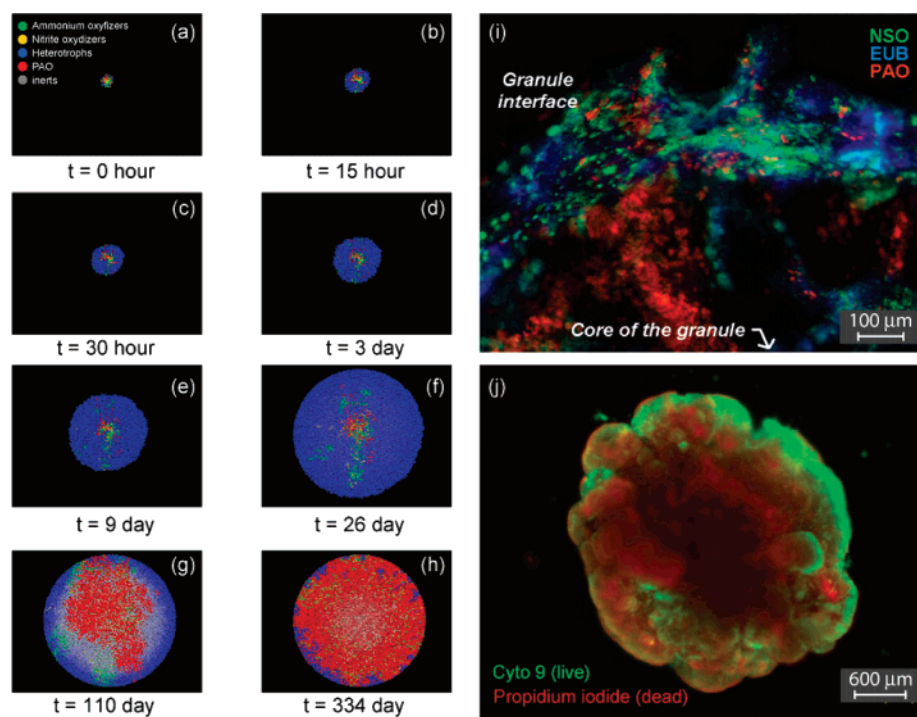 (a)
Ammonium oxyfizers
Nitrite oxydizers
Heterotrophs
PAO
inerts
t = 0 hour
(b)
t = 15 hour
(c)
t = 30 hour
(d)
t = 3 day
(e)
t = 9 day
(f)
t = 26 day
(g)
t = 110 day
(h)
t = 334 day
(i)
NSO
EUB
PAO
Granule
interface
Core of the granule
100 µm
(j)
Cyto 9 (live)
Propidium iodide (dead)
600 µm